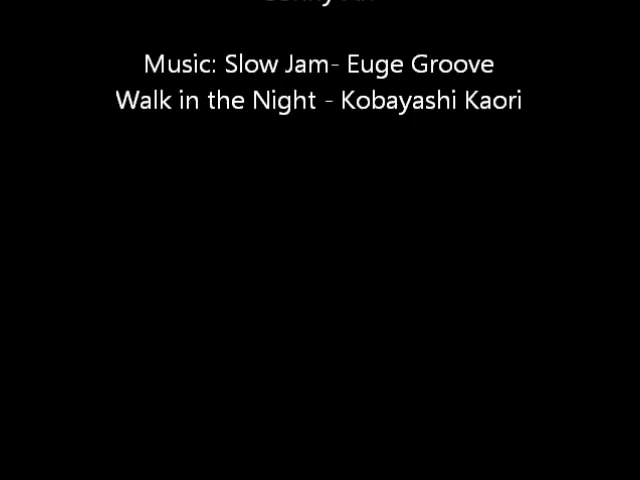 Music: Slow Jam- Euge Groove
Walk in the Night - Kobayashi Kaori